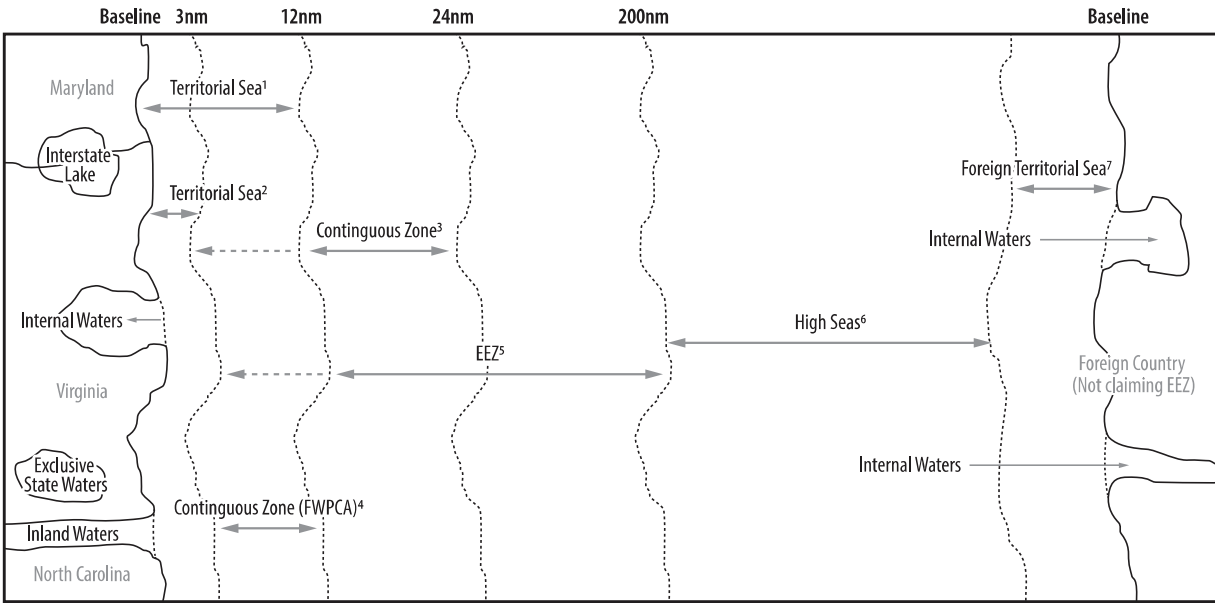 Baseline 3nm 12nm 24nm 200nm Baseline
Maryland
Territorial Sea¹
Interstate
Lake
Foreign Territorial Sea⁷
Territorial Sea²
Continguous Zone³
Internal Waters
Internal Waters
High Seas⁶
EEZ⁵
Foreign Country
(Not claiming EEZ)
Virginia
Exclusive
State Waters
Internal Waters
Continguous Zone (FWPCA)⁴
Inland Waters
North Carolina